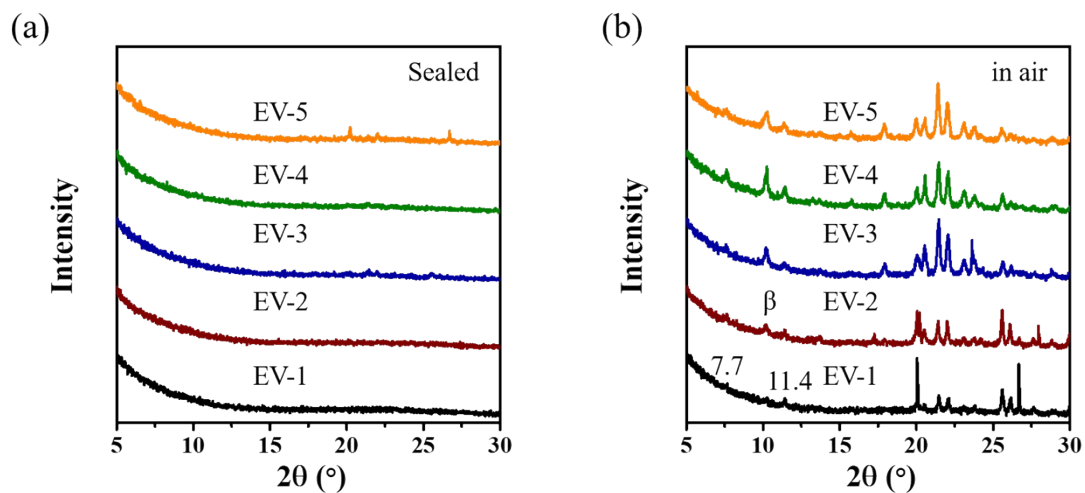 (a)
Sealed
EV-5
EV-4
EV-3
EV-2
EV-1
Intensity
5 10 15 20 25 30
2θ (°)
(b)
in air
EV-5
EV-4
EV-3
β EV-2
7.7 11.4 EV-1
Intensity
5 10 15 20 25 30
2θ (°)